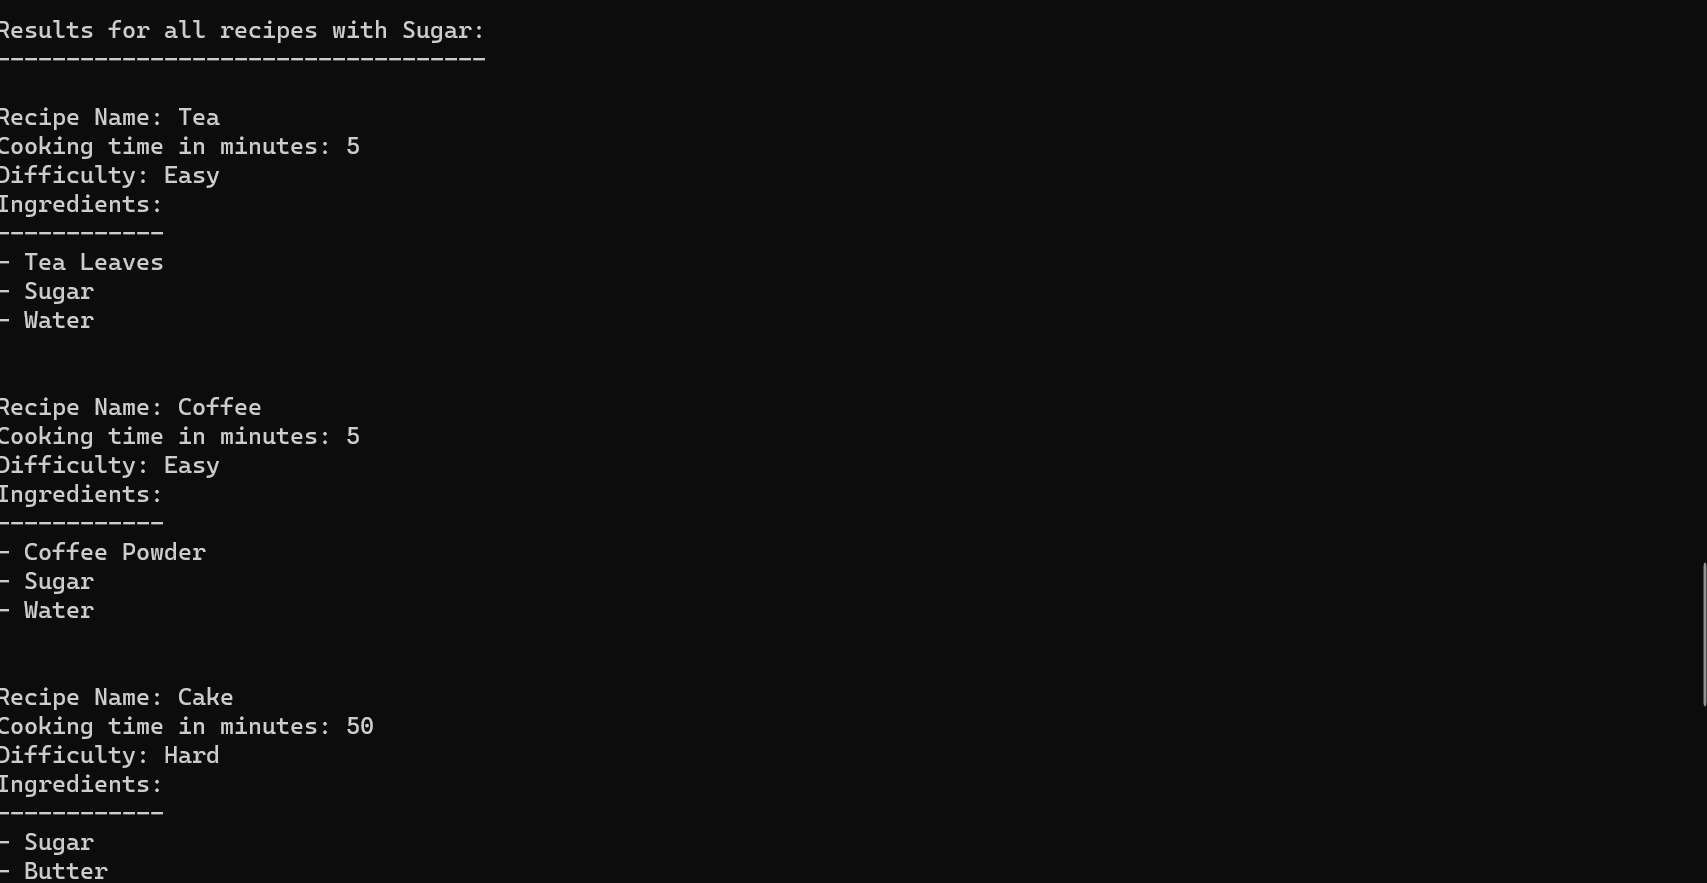 Results for all recipes with Sugar:
-----------------------------------
Recipe Name: Tea
Cooking time in minutes: 5
Difficulty: Easy
Ingredients:
------------
- Tea Leaves
- Sugar
- Water
Recipe Name: Coffee
Cooking time in minutes: 5
Difficulty: Easy
Ingredients:
------------
- Coffee Powder
- Sugar
- Water
Recipe Name: Cake
Cooking time in minutes: 50
Difficulty: Hard
Ingredients:
------------
- Sugar
- Butter